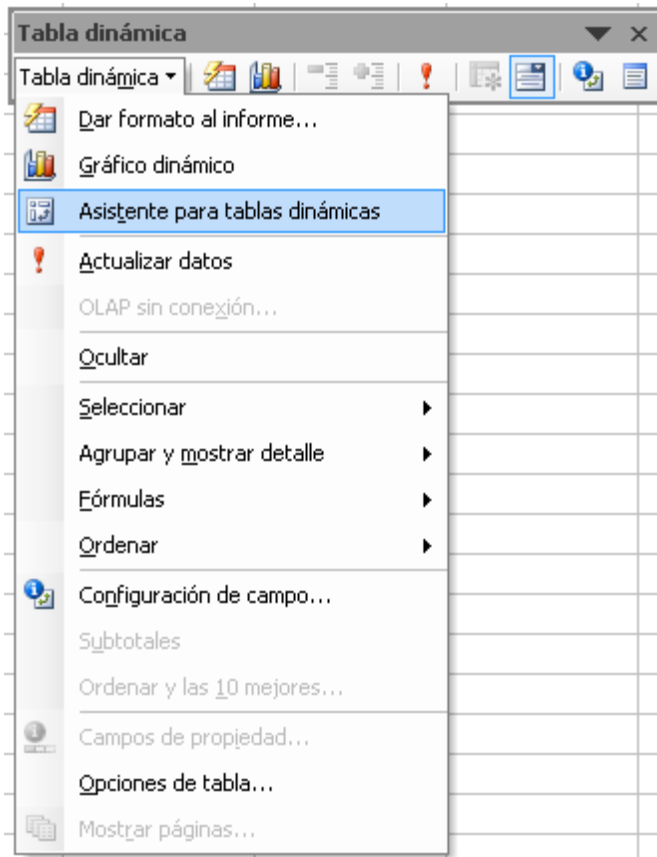 Tabla dinámica
Tabla dinámica
Dar formato al informe...
Gráfico dinámico
Asistente para tablas dinámicas
Actualizar datos
OLAP sin conexión...
Ocultar
Seleccionar
Agrupar y mostrar detalle
Fórmulas
Ordenar
Configuración de campo...
Subtotales
Ordenar y las 10 mejores...
Campos de propiedad...
Opciones de tabla...
Mostrar páginas...